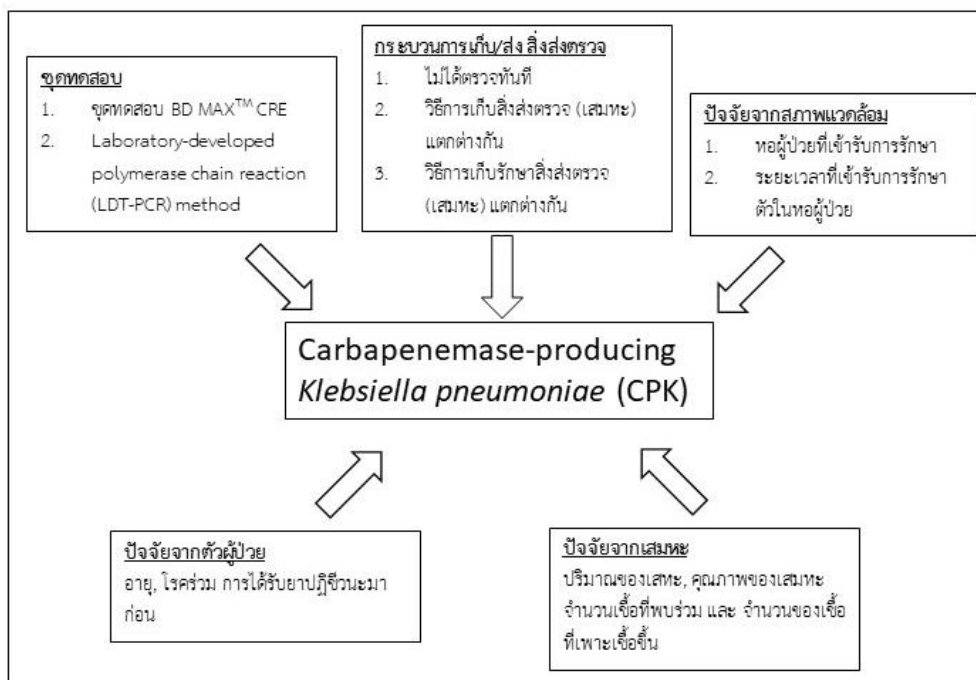 ชุดทดสอบ
1. ชุดทดสอบ BD MAX™ CRE
2. Laboratory-developed
polymerase chain reaction
(LDT-PCR) method
กระบวนการเก็บ/ส่ง สิ่งส่งตรวจ
1. ไม่ได้ตรวจทันที
2. วิธีการเก็บสิ่งส่งตรวจ (เสมหะ)
แตกต่างกัน
3. วิธีการเก็บรักษาสิ่งส่งตรวจ
(เสมหะ) แตกต่างกัน
ปัจจัยจากสภาพแวดล้อม
1. หอผู้ป่วยที่เข้ารับการรักษา
2. ระยะเวลาที่เข้ารับการรักษา
ตัวในหอผู้ป่วย
Carbapenemase-producing
Klebsiella pneumoniae (CPK)
ปัจจัยจากตัวผู้ป่วย
อายุ, โรคร่วม การได้รับยาปฏิชีวนะมา
ก่อน
ปัจจัยจากเสมหะ
ปริมาณของเสหะ, คุณภาพของเสมหะ
จำนวนเชื้อที่พบร่วม และ จำนวนของเชื้อ
ที่เพาะเชื้อขึ้น